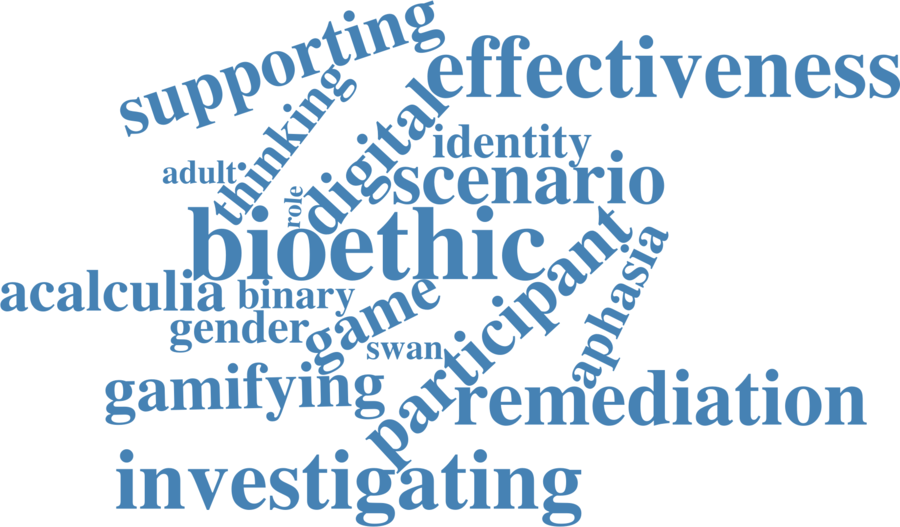 supporting
effectiveness
thinking
digital
identity
adult
scenario
role
bioethic
participant
aphasia
acalculia
binary
game
gender
swan
gamifying
remediation
investigating